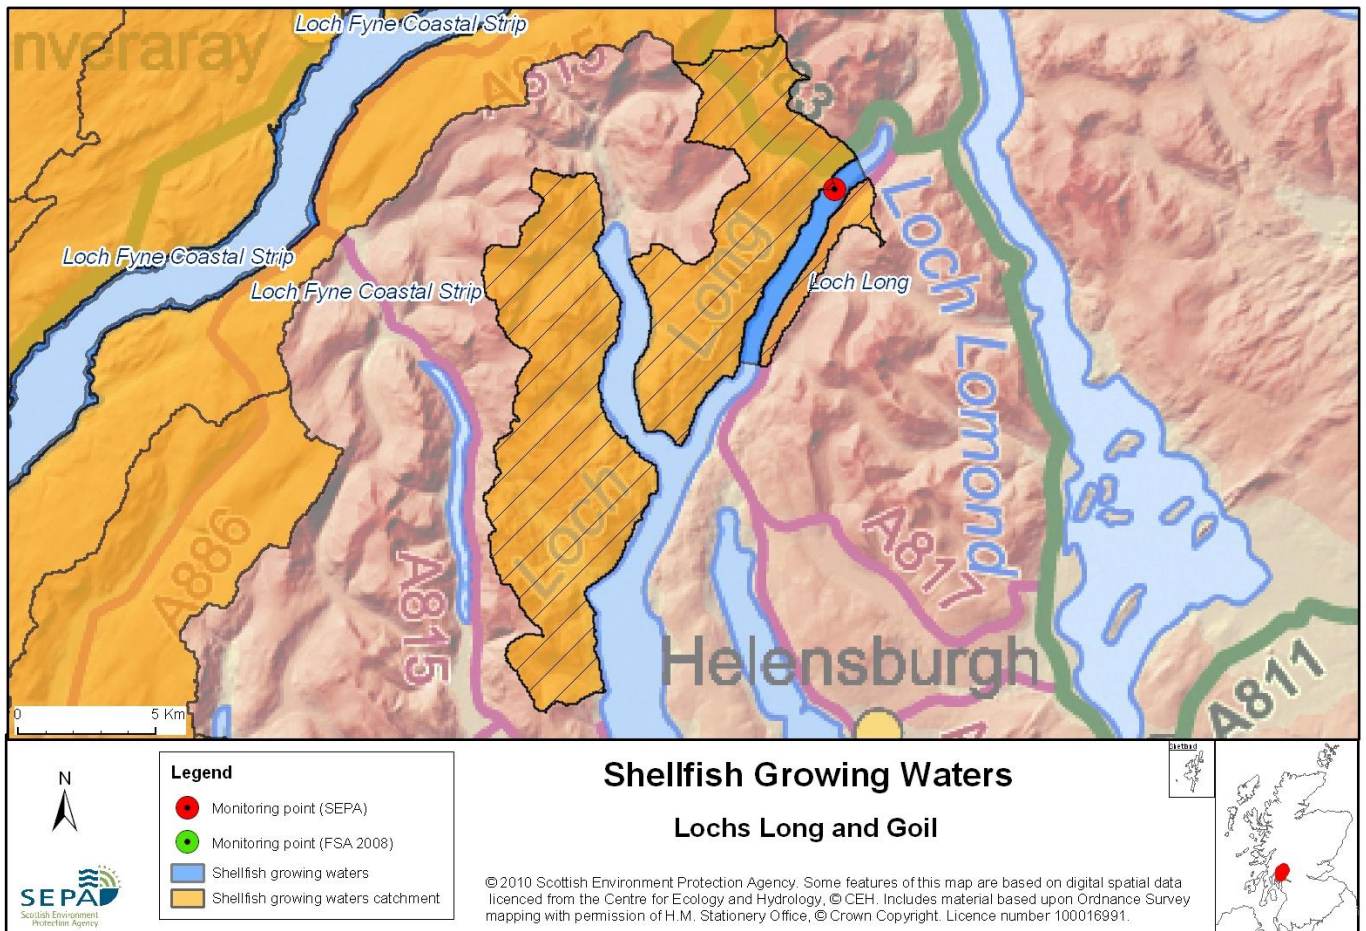 Loch Fyne Coastal Strip
nveraray
A815
A83
Loch Fyne Coastal Strip
Loch Fyne Coastal Strip
Loch Long
Long
Loch
Loch Lomond
A886
A815
A817
Helensburgh
A811
A
0 5 Km
N
SEPA
Scottish Environment
Protection Agency
Legend
Monitoring point (SEPA)
Monitoring point (FSA 2008)
Shellfish growing waters
Shellfish growing waters catchment
Shellfish Growing Waters
Lochs Long and Goil
© 2010 Scottish Environment Protection Agency. Some features of this map are based on digital spatial data
licenced from the Centre for Ecology and Hydrology, © CEH. Includes material based upon Ordnance Survey
mapping with permission of H.M. Stationery Office, © Crown Copyright. Licence number 100016991.
Shetland